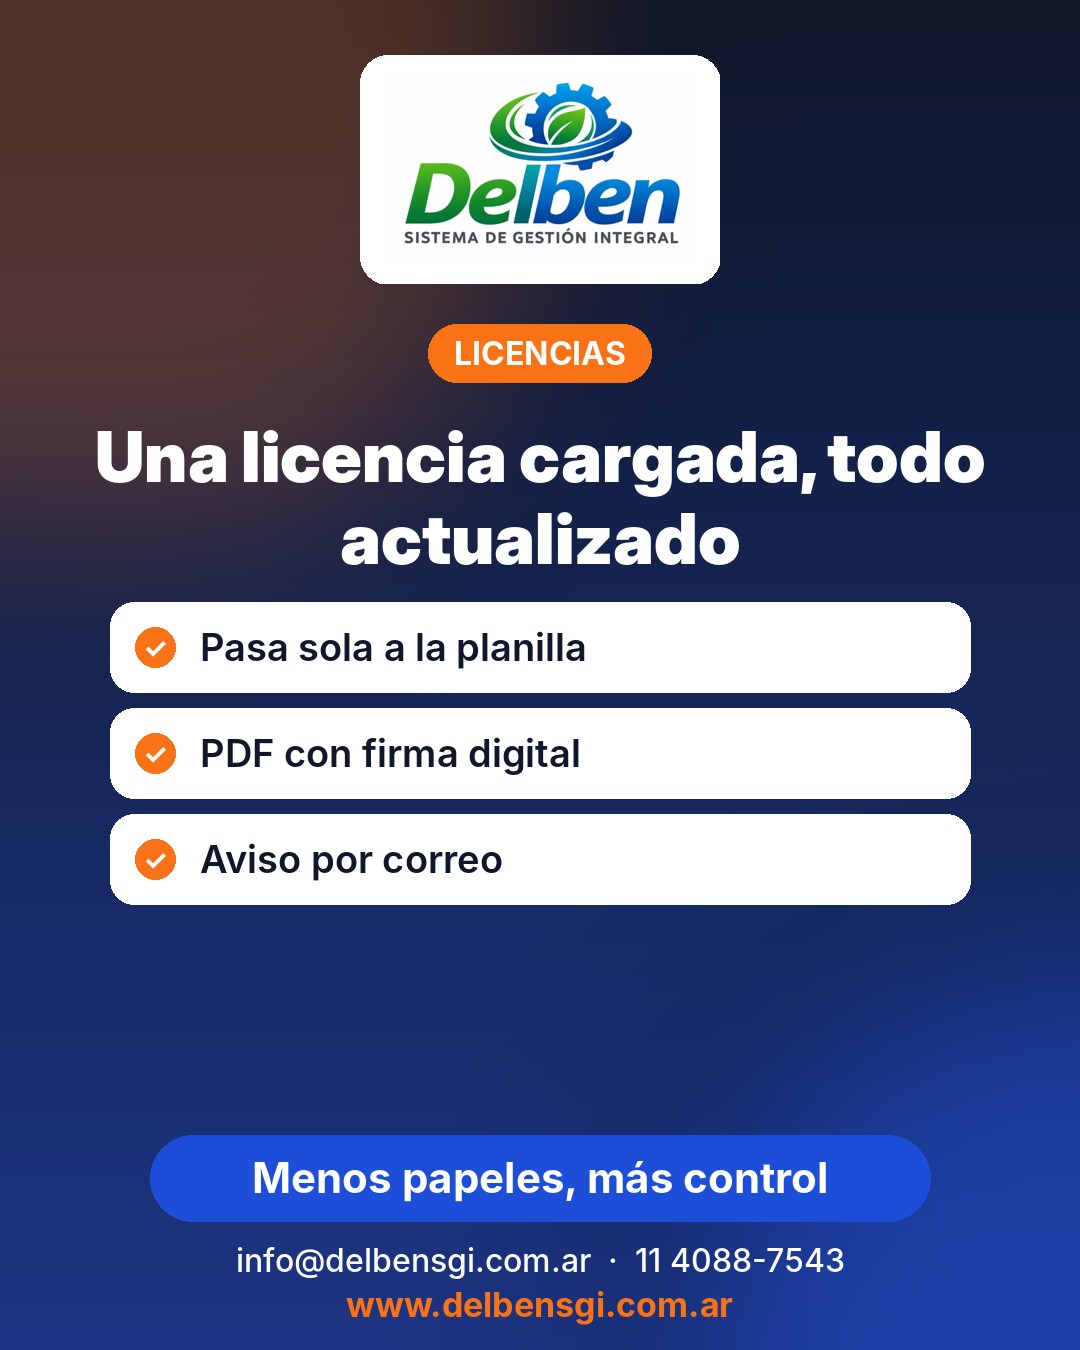 Delben
SISTEMA DE GESTIÓN INTEGRAL
LICENCIAS
Una licencia cargada, todo
actualizado
Pasa sola a la planilla
PDF con firma digital
Aviso por correo
Menos papeles, más control
info@delbensgi.com.ar · 11 4088-7543
www.delbensgi.com.ar